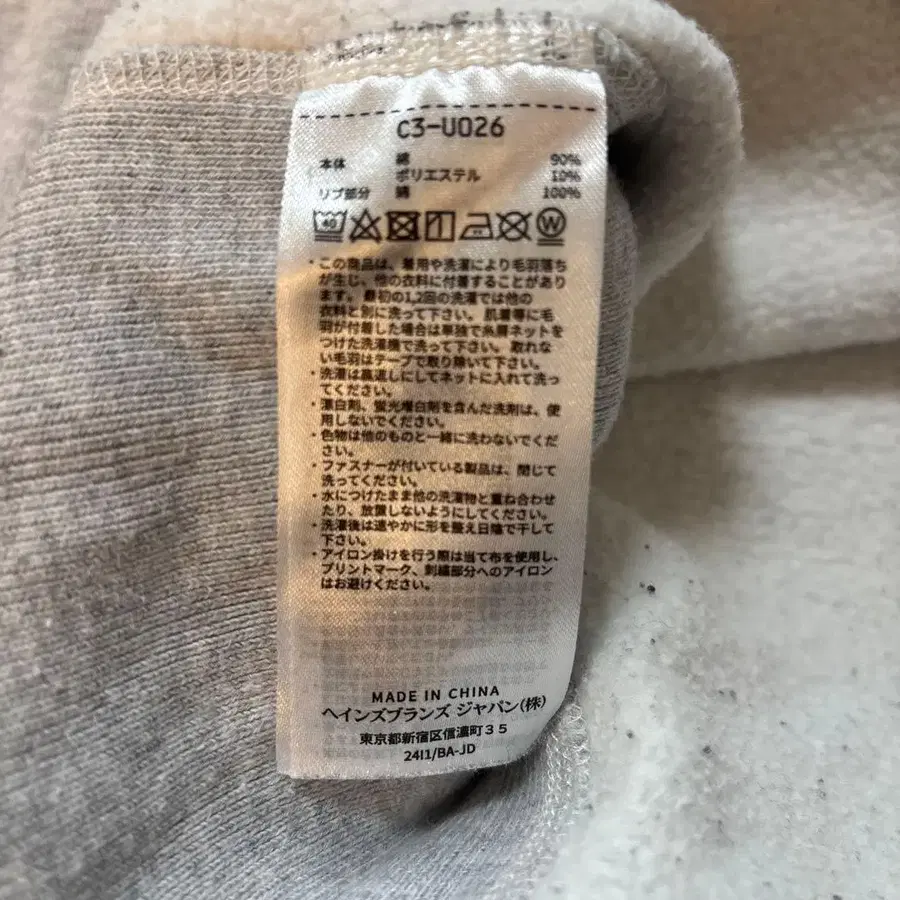 C3-U026
本体 綿 90%
ポリエステル 10%
リブ部分 綿 100%
40
W
・この商品は、着用や洗濯により毛羽落ち
が生じ、他の衣料に付着することがあり
ます。最初の1,2回の洗濯では他の
衣料と別に洗って下さい。肌着等に毛
羽が付着した場合は単独で糸屑ネットを
つけた洗濯機で洗って下さい。取れな
い毛羽はテープで取り除いて下さい。
・洗濯は裏返しにしてネットに入れて洗っ
てください。
・漂白剤、蛍光増白剤を含んだ洗剤は、使
用しないでください。
・色物は他のものと一緒に洗わないでくだ
さい。
・ファスナーが付いている製品は、閉じて
洗ってください。
・水につけたまま他の洗濯物と重ね合わせ
たり、放置しないようにしてください。
・洗濯後は速やかに形を整え日陰で干して
下さい。
・アイロン掛けを行う際は当て布を使用し、
プリントマーク、刺繍部分へのアイロン
はお避けください。
MADE IN CHINA
ヘインズブランズ ジャパン(株)
東京都新宿区信濃町35
24I1/BA-JD